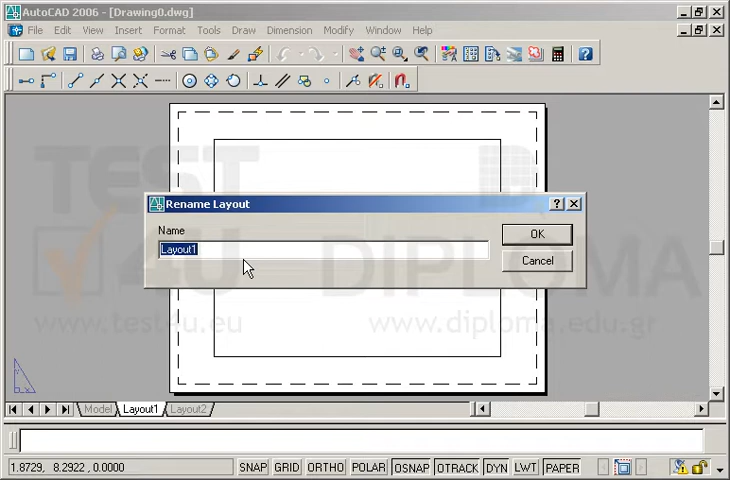 AutoCAD 2006 - [Drawing0.dwg]
File Edit View Insert Format Tools Draw Dimension Modify Window Help
TEST
4U DIPLOMA
www.test4u.eu www.diploma.edu.gr
Rename Layout
Name
Layout1
OK
Cancel
Model Layout1 Layout2
1.8729, 8.2922, 0.0000 SNAP GRID ORTHO POLAR OSNAP OTRACK DYN LWT PAPER